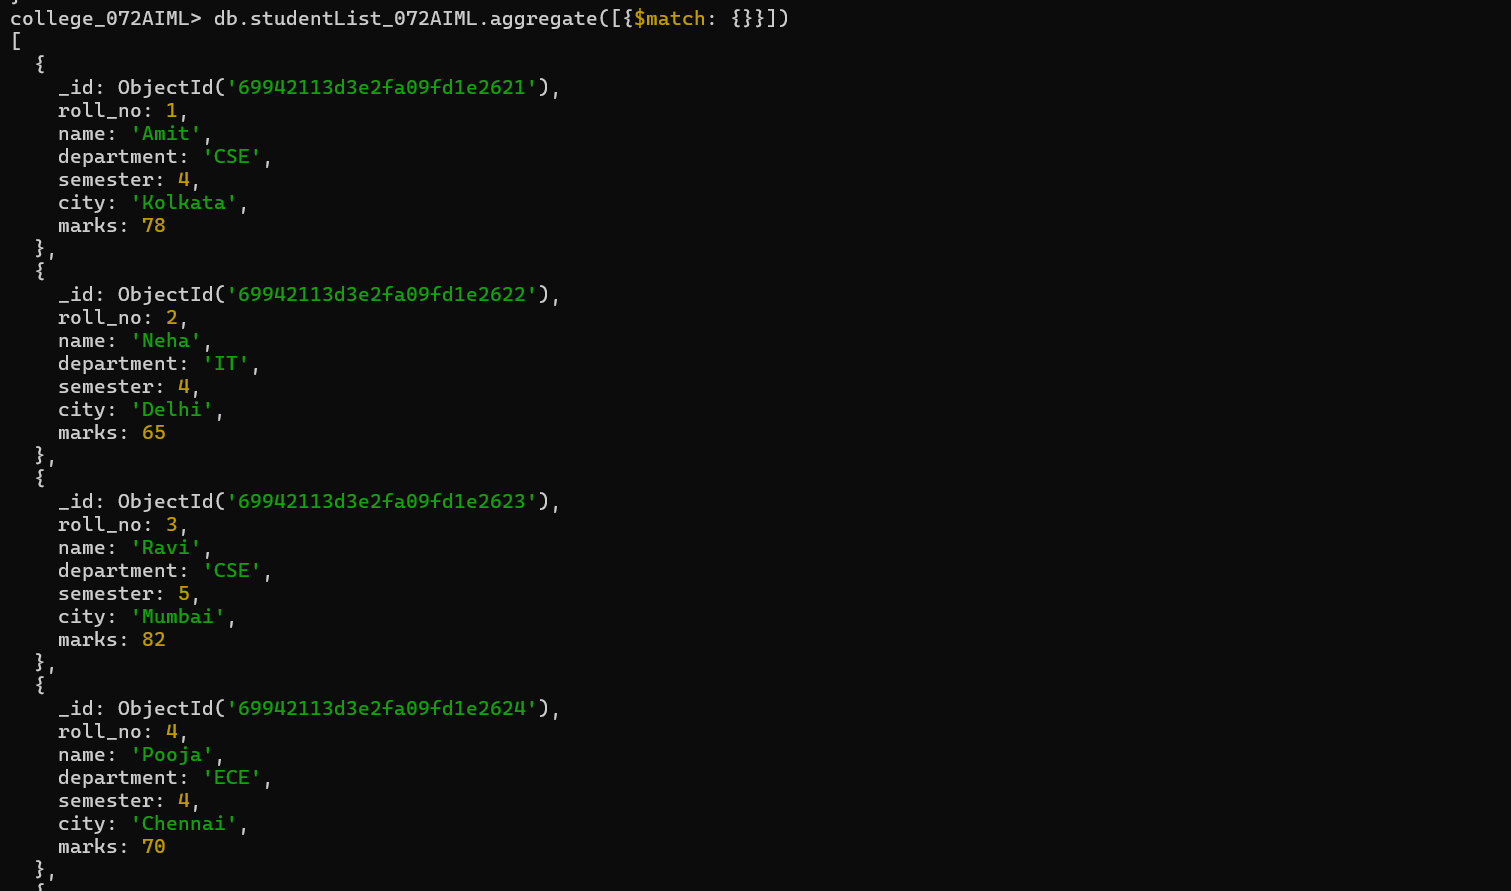 college_072AIML> db.studentList_072AIML.aggregate([{$match: {}}])
[
  {
    _id: ObjectId('69942113d3e2fa09fd1e2621'),
    roll_no: 1,
    name: 'Amit',
    department: 'CSE',
    semester: 4,
    city: 'Kolkata',
    marks: 78
  },
  {
    _id: ObjectId('69942113d3e2fa09fd1e2622'),
    roll_no: 2,
    name: 'Neha',
    department: 'IT',
    semester: 4,
    city: 'Delhi',
    marks: 65
  },
  {
    _id: ObjectId('69942113d3e2fa09fd1e2623'),
    roll_no: 3,
    name: 'Ravi',
    department: 'CSE',
    semester: 5,
    city: 'Mumbai',
    marks: 82
  },
  {
    _id: ObjectId('69942113d3e2fa09fd1e2624'),
    roll_no: 4,
    name: 'Pooja',
    department: 'ECE',
    semester: 4,
    city: 'Chennai',
    marks: 70
  },
  {